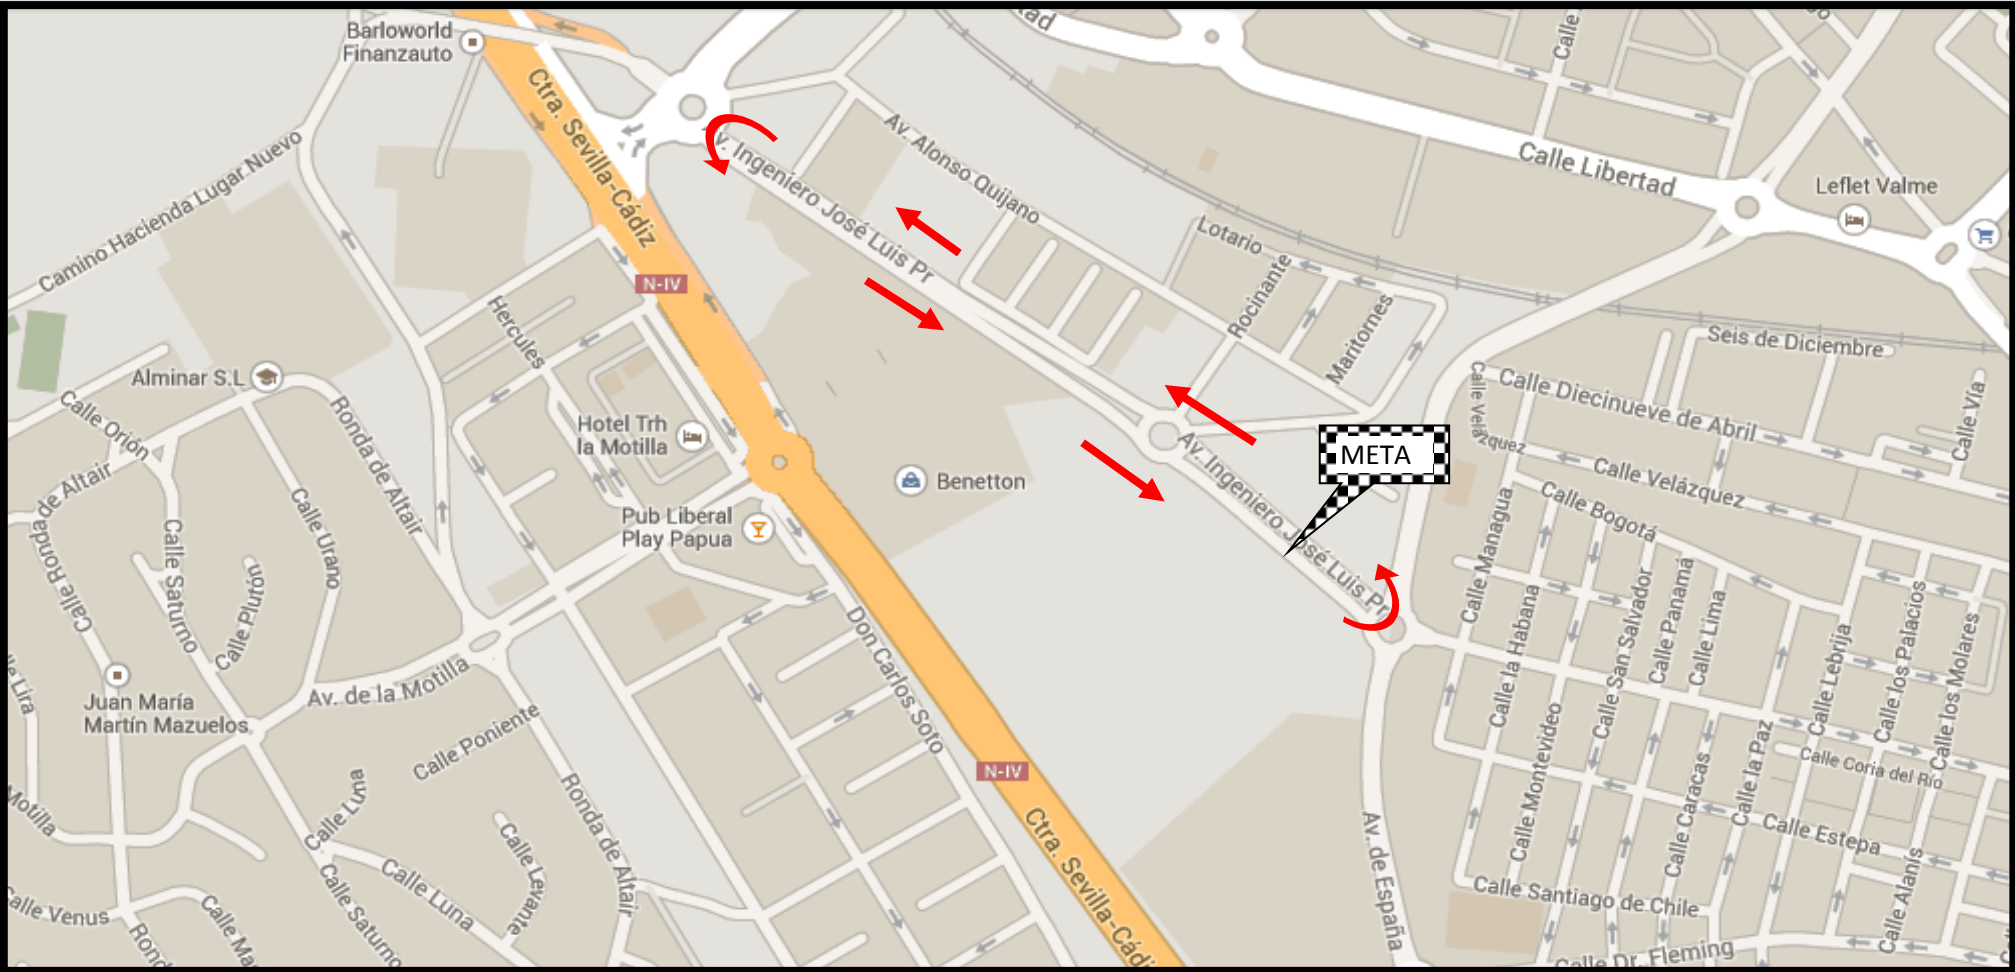 Barloworld
Finanzauto
Ctra. Sevilla-Cádiz
Camino Hacienda Lugar Nuevo
Av. Alonso Quijano
v. Ingeniero José Luis Pr
Calle
Calle Libertad
Leflet Valme
Lotario
Rocinante
Maritornes
N-IV
Hercules
Alminar S.L
Calle Orión
Ronda de Altair
Hotel Trh
la Motilla
Benetton
Pub Liberal
Play Papua
META
Av. Ingeniero José Luis Pr
Seis de Diciembre
Calle Diecinueve de Abril
Calle Velázquez
Calle Vía
Calle Velázquez
Calle Bogotá
Calle Managua
Calle la Habana
Calle San Salvador
Calle Panamá
Calle Lima
Calle Lebrija
Calle los Palacios
Calle los Molares
Calle Ronda de Altair
Calle Saturno
Calle Urano
Calle Plutón
Juan María
Martín Mazuelos
Av. de la Motilla
Calle Poniente
Don Carlos Soto
N-IV
Calle Montevideo
Calle Caracas
Calle la Paz
Calle Coria del Río
Calle Estepa
Calle Alanis
Calle Santiago de Chile
Calle Dr. Fleming
Av. de España
Ctra. Sevilla-Cádi
Ronda de Altair
Calle Luna
Calle Luna
Calle Levante
Calle Saturno
Motilla
alle Venus
Calle Ma
Rond